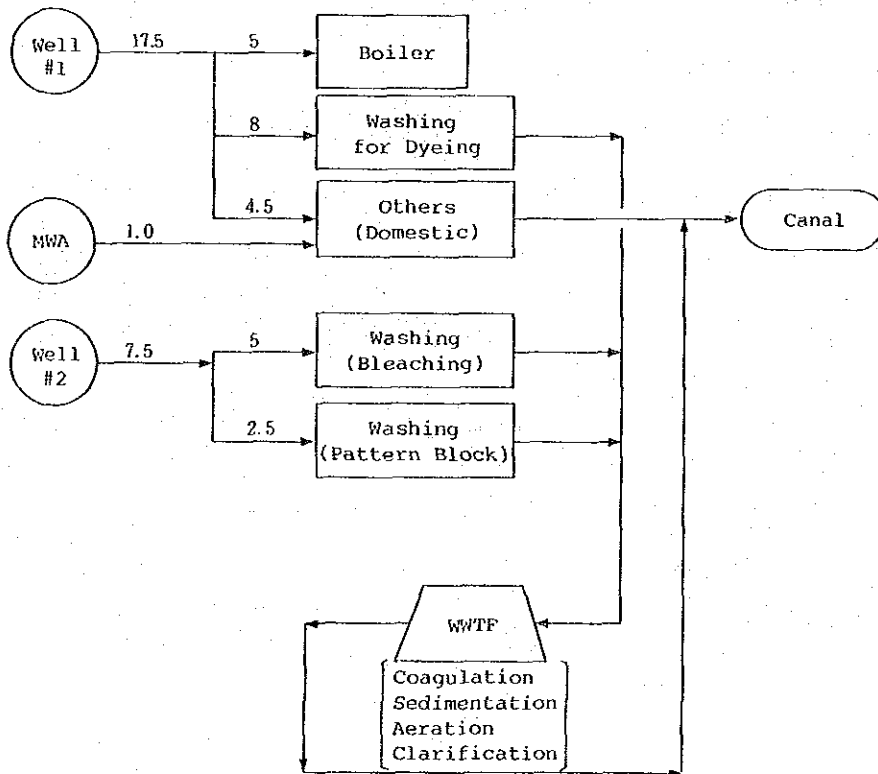 Well
#1
17.5
5
Boiler
8
Washing
for Dyeing
4.5
Others
(Domestic)
MWA
1.0
Canal
Well
#2
7.5
5
Washing
(Bleaching)
2.5
Washing
(Pattern Block)
WWTF
Coagulation
Sedimentation
Aeration
Clarification